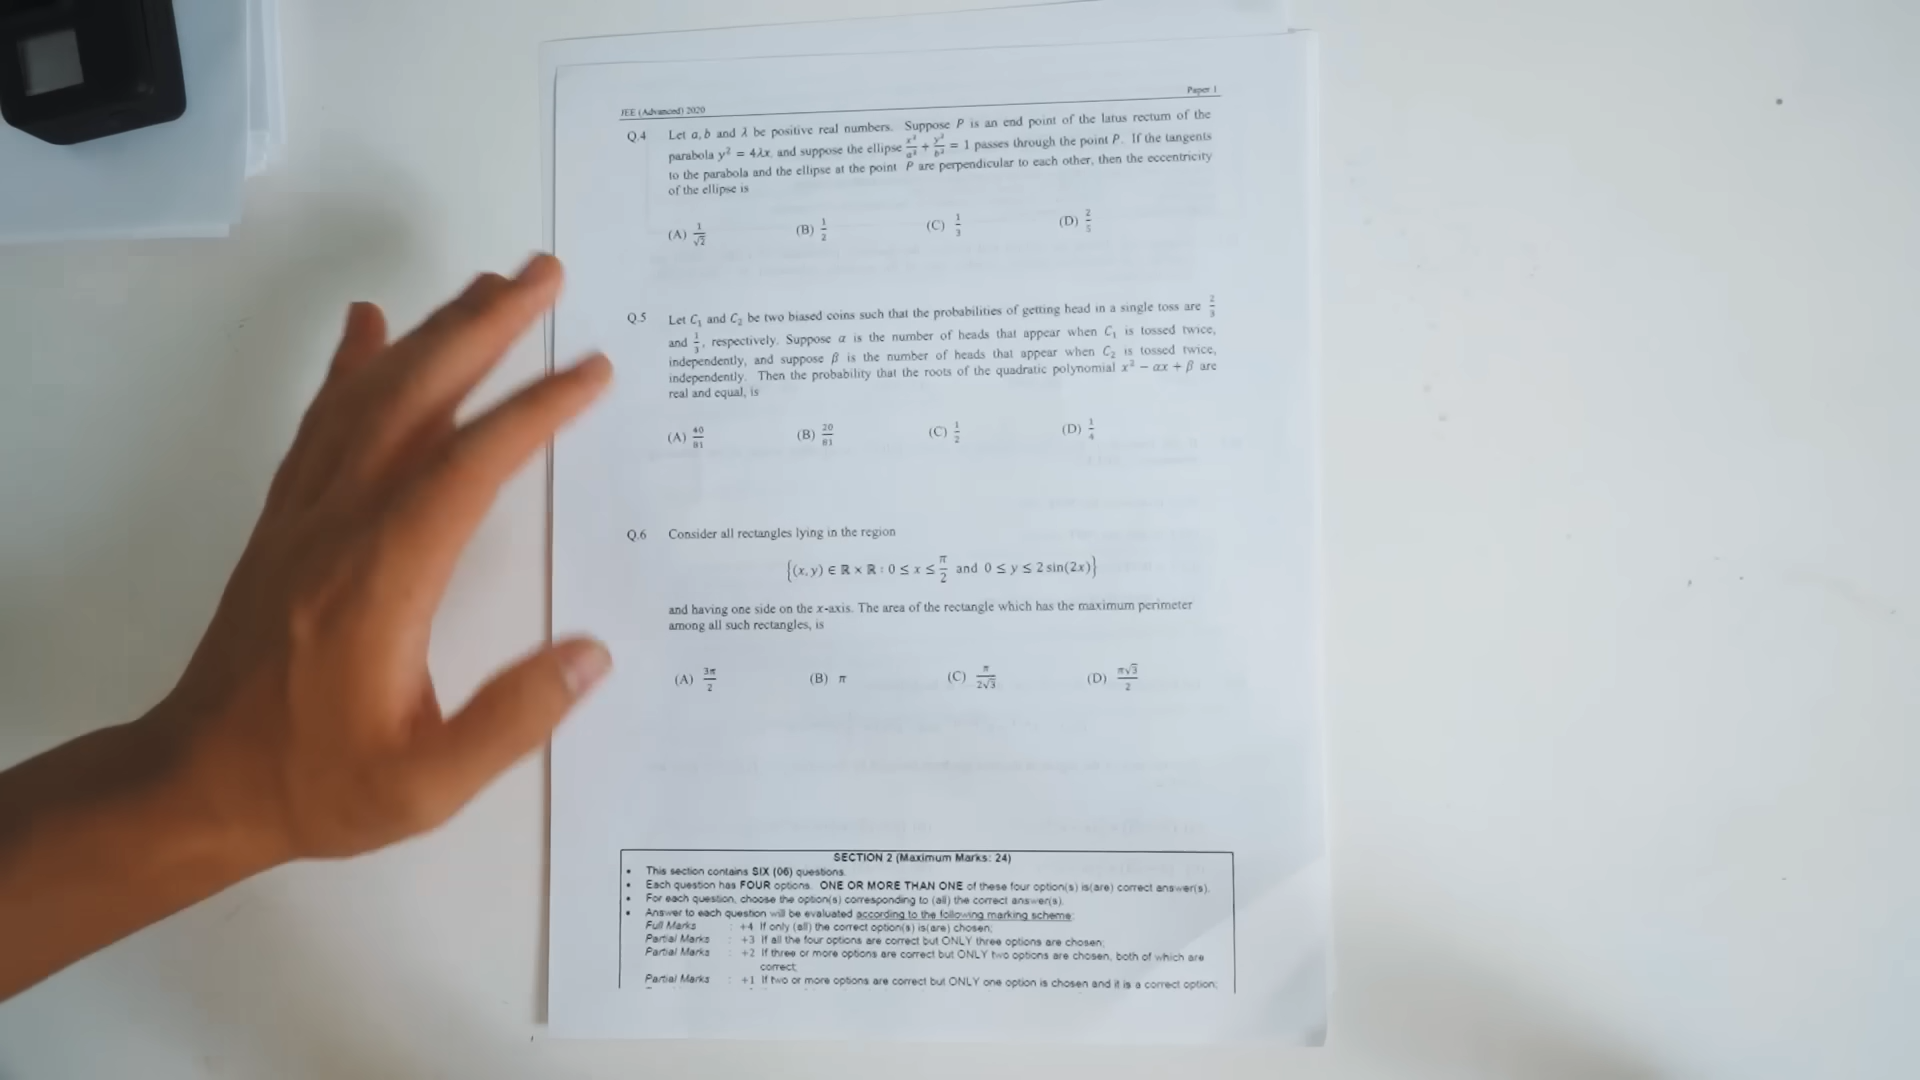 JEE (Advanced) 2020 Paper 1
Q.4 Let a, b and λ be positive real numbers. Suppose P is an end point of the latus rectum of the
parabola y² = 4λx, and suppose the ellipse x²/a² + y²/b² = 1 passes through the point P. If the tangents
to the parabola and the ellipse at the point P are perpendicular to each other, then the eccentricity
of the ellipse is
(A) 1/√2 (B) 1/2 (C) 1/3 (D) 2/5
Q.5 Let C₁ and C₂ be two biased coins such that the probabilities of getting head in a single toss are 2/3
and 1/3, respectively. Suppose α is the number of heads that appear when C₁ is tossed twice,
independently, and suppose β is the number of heads that appear when C₂ is tossed twice,
independently. Then the probability that the roots of the quadratic polynomial x² − αx + β are
real and equal, is
(A) 40/81 (B) 20/81 (C) 1/2 (D) 1/4
Q.6 Consider all rectangles lying in the region
{(x, y) ∈ ℝ × ℝ : 0 ≤ x ≤ π/2 and 0 ≤ y ≤ 2 sin(2x)}
and having one side on the x-axis. The area of the rectangle which has the maximum perimeter
among all such rectangles, is
(A) 3π/2 (B) π (C) π/2√3 (D) π√3/2
SECTION 2 (Maximum Marks: 24)
• This section contains SIX (06) questions.
• Each question has FOUR options. ONE OR MORE THAN ONE of these four option(s) is(are) correct answer(s).
• For each question, choose the option(s) corresponding to (all) the correct answer(s).
• Answer to each question will be evaluated according to the following marking scheme:
Full Marks : +4 If only (all) the correct option(s) is(are) chosen;
Partial Marks : +3 If all the four options are correct but ONLY three options are chosen;
Partial Marks : +2 If three or more options are correct but ONLY two options are chosen, both of which are
correct;
Partial Marks : +1 If two or more options are correct but ONLY one option is chosen and it is a correct option;